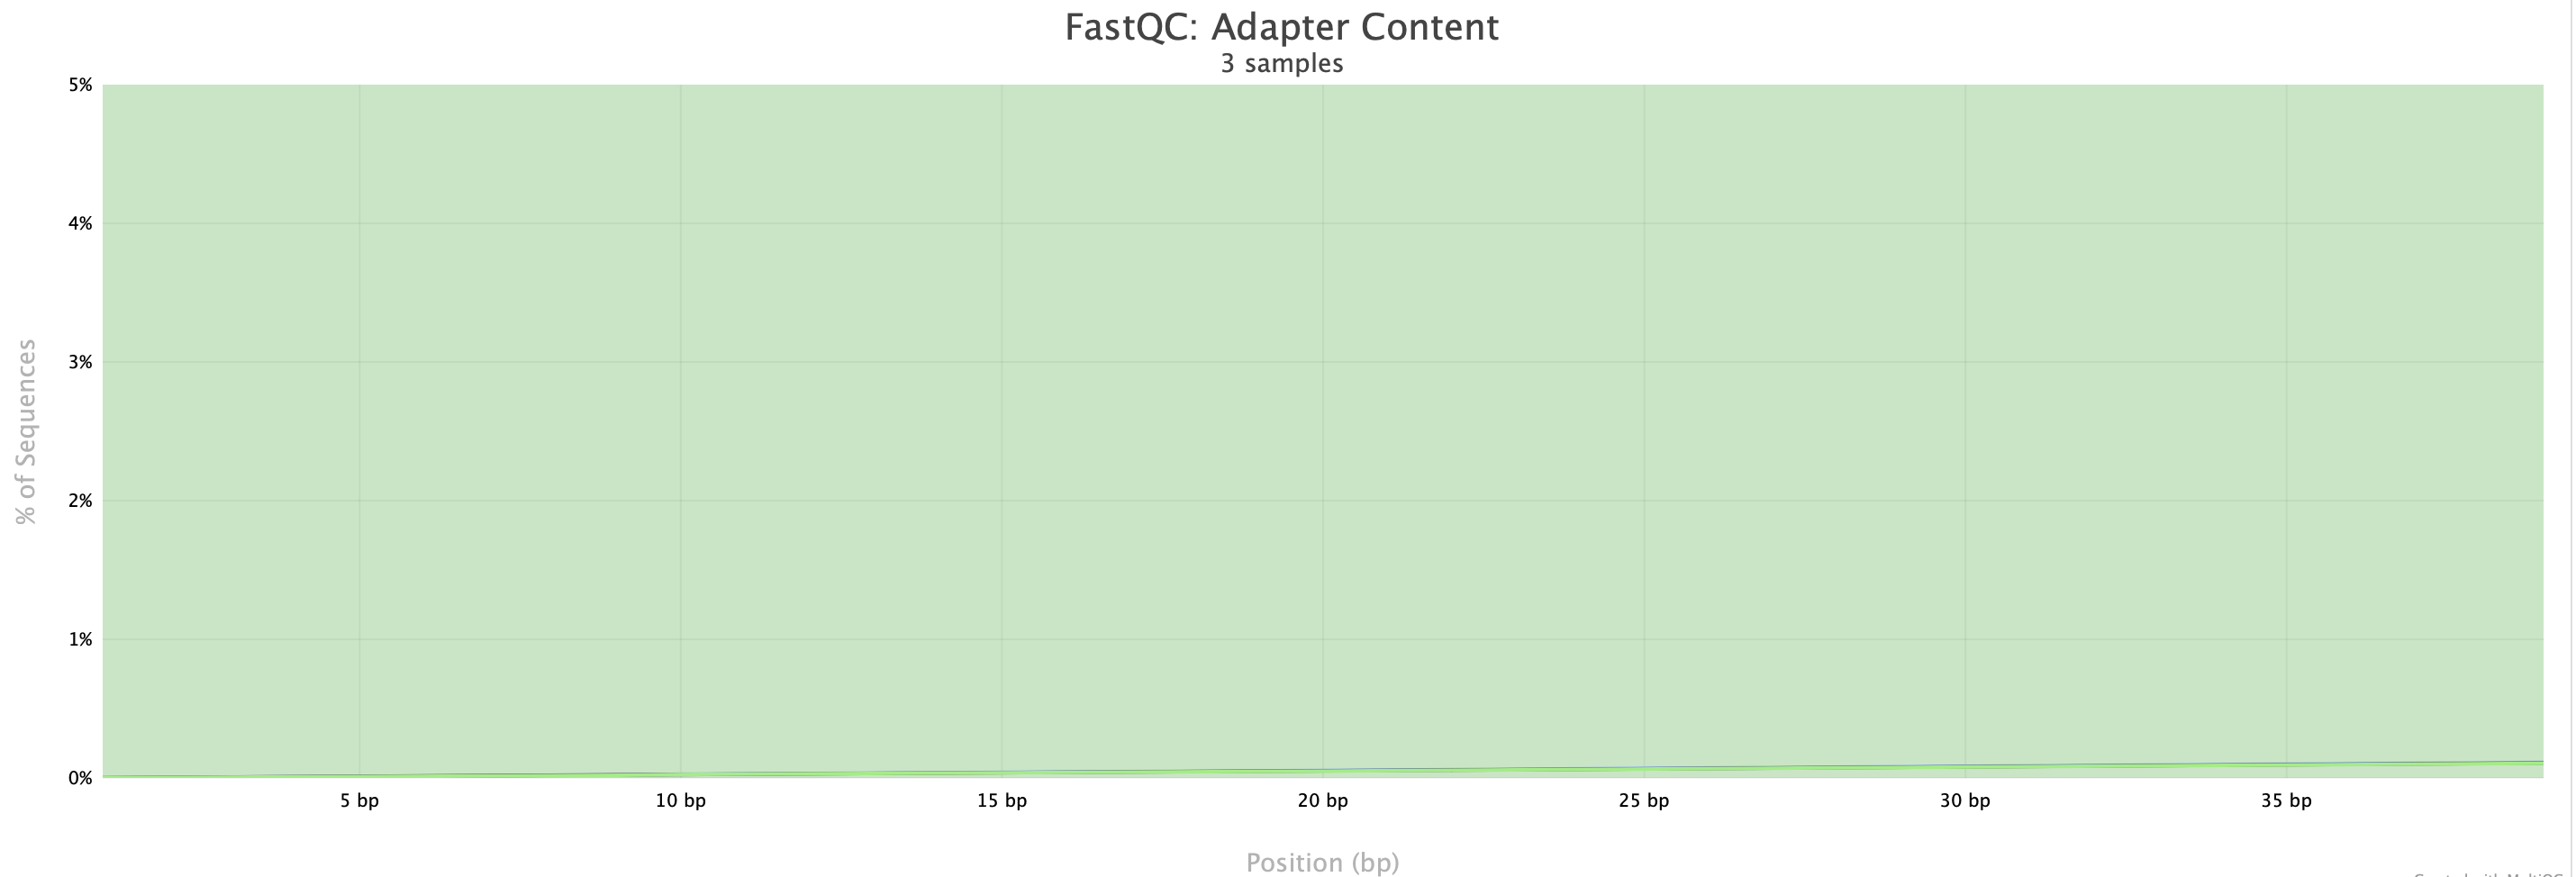 FastQC: Adapter Content
3 samples
5%
4%
3%
2%
1%
0%
% of Sequences
5 bp
10 bp
15 bp
20 bp
25 bp
30 bp
35 bp
Position (bp)